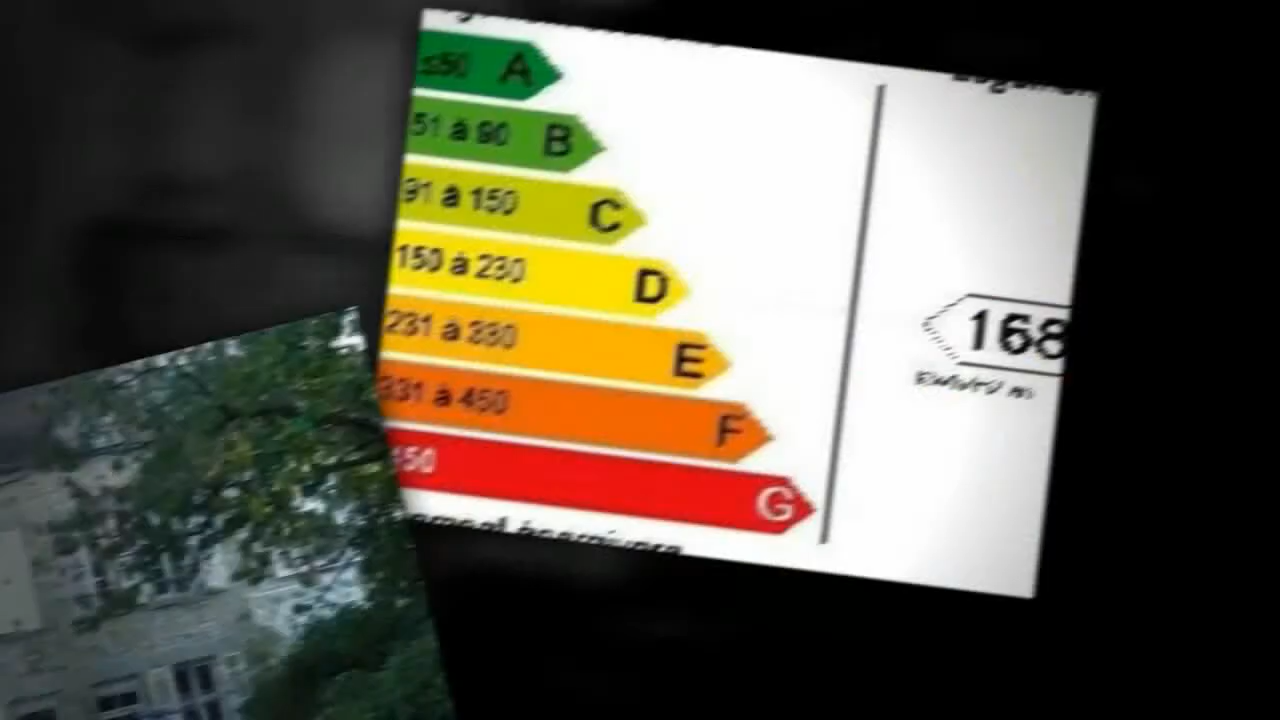 ≤50 A
51 à 90 B
91 à 150 C
150 à 230 D
231 à 330 E
331 à 450 F
450 G
168